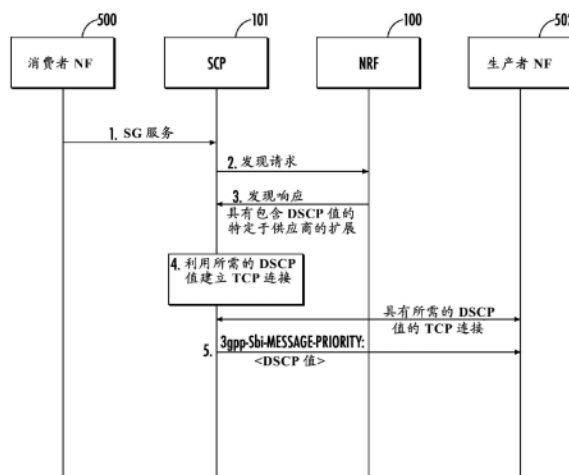 500
101
100
502
消费者 NF
SCP
NRF
生产者 NF
1. SG 服务
2. 发现请求
3. 发现响应
具有包含 DSCP 值的
特定于供应商的扩展
4. 利用所需的 DSCP
值建立 TCP 连接
具有所需的 DSCP
值的 TCP 连接
5. 3gpp-Sbi-MESSAGE-PRIORITY:
<DSCP 值>